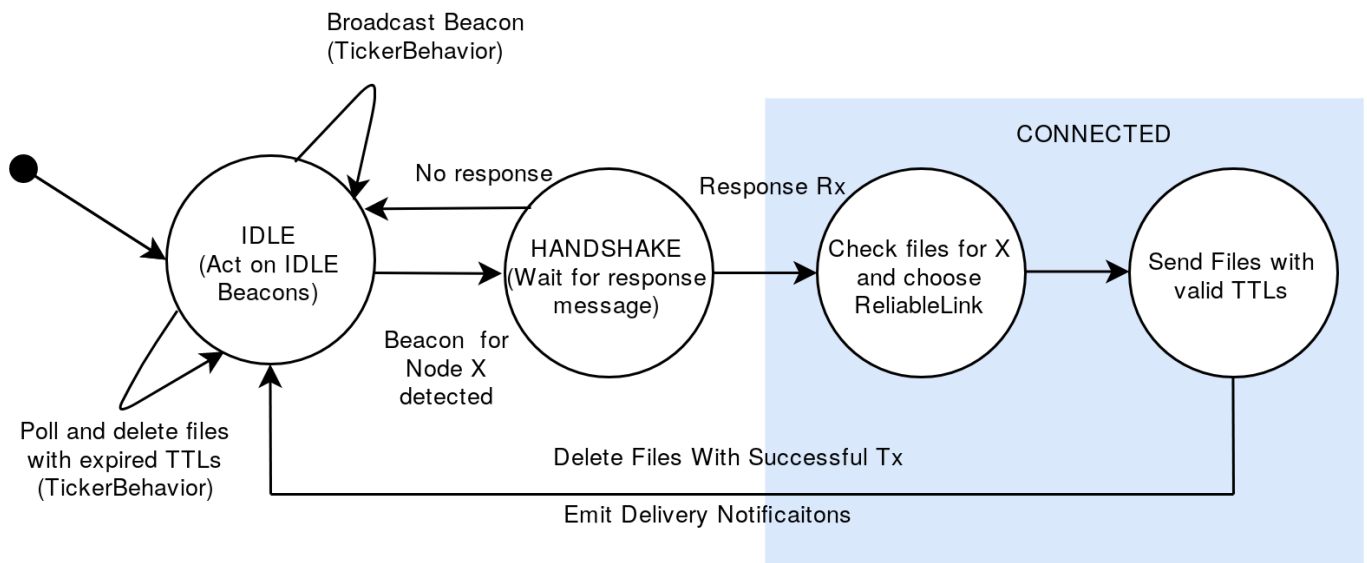 Broadcast Beacon
(TickerBehavior)
CONNECTED
No response
Response Rx
IDLE
(Act on IDLE
Beacons)
HANDSHAKE
(Wait for response
message)
Check files for X
and choose
ReliableLink
Send Files with
valid TTLs
Beacon for
Node X
detected
Poll and delete files
with expired TTLs
(TickerBehavior)
Delete Files With Successful Tx
Emit Delivery Notificaitons